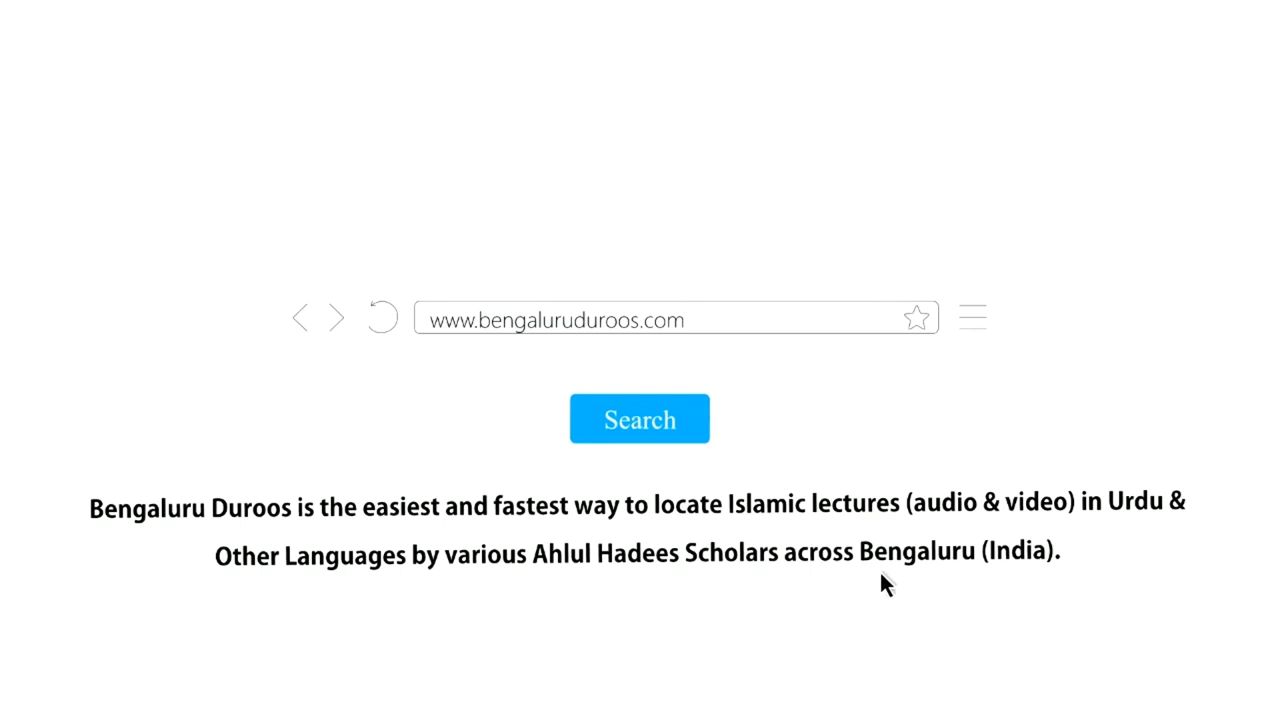 www.bengaluruduroos.com
Search
Bengaluru Duroos is the easiest and fastest way to locate Islamic lectures (audio & video) in Urdu &
Other Languages by various Ahlul Hadees Scholars across Bengaluru (India).